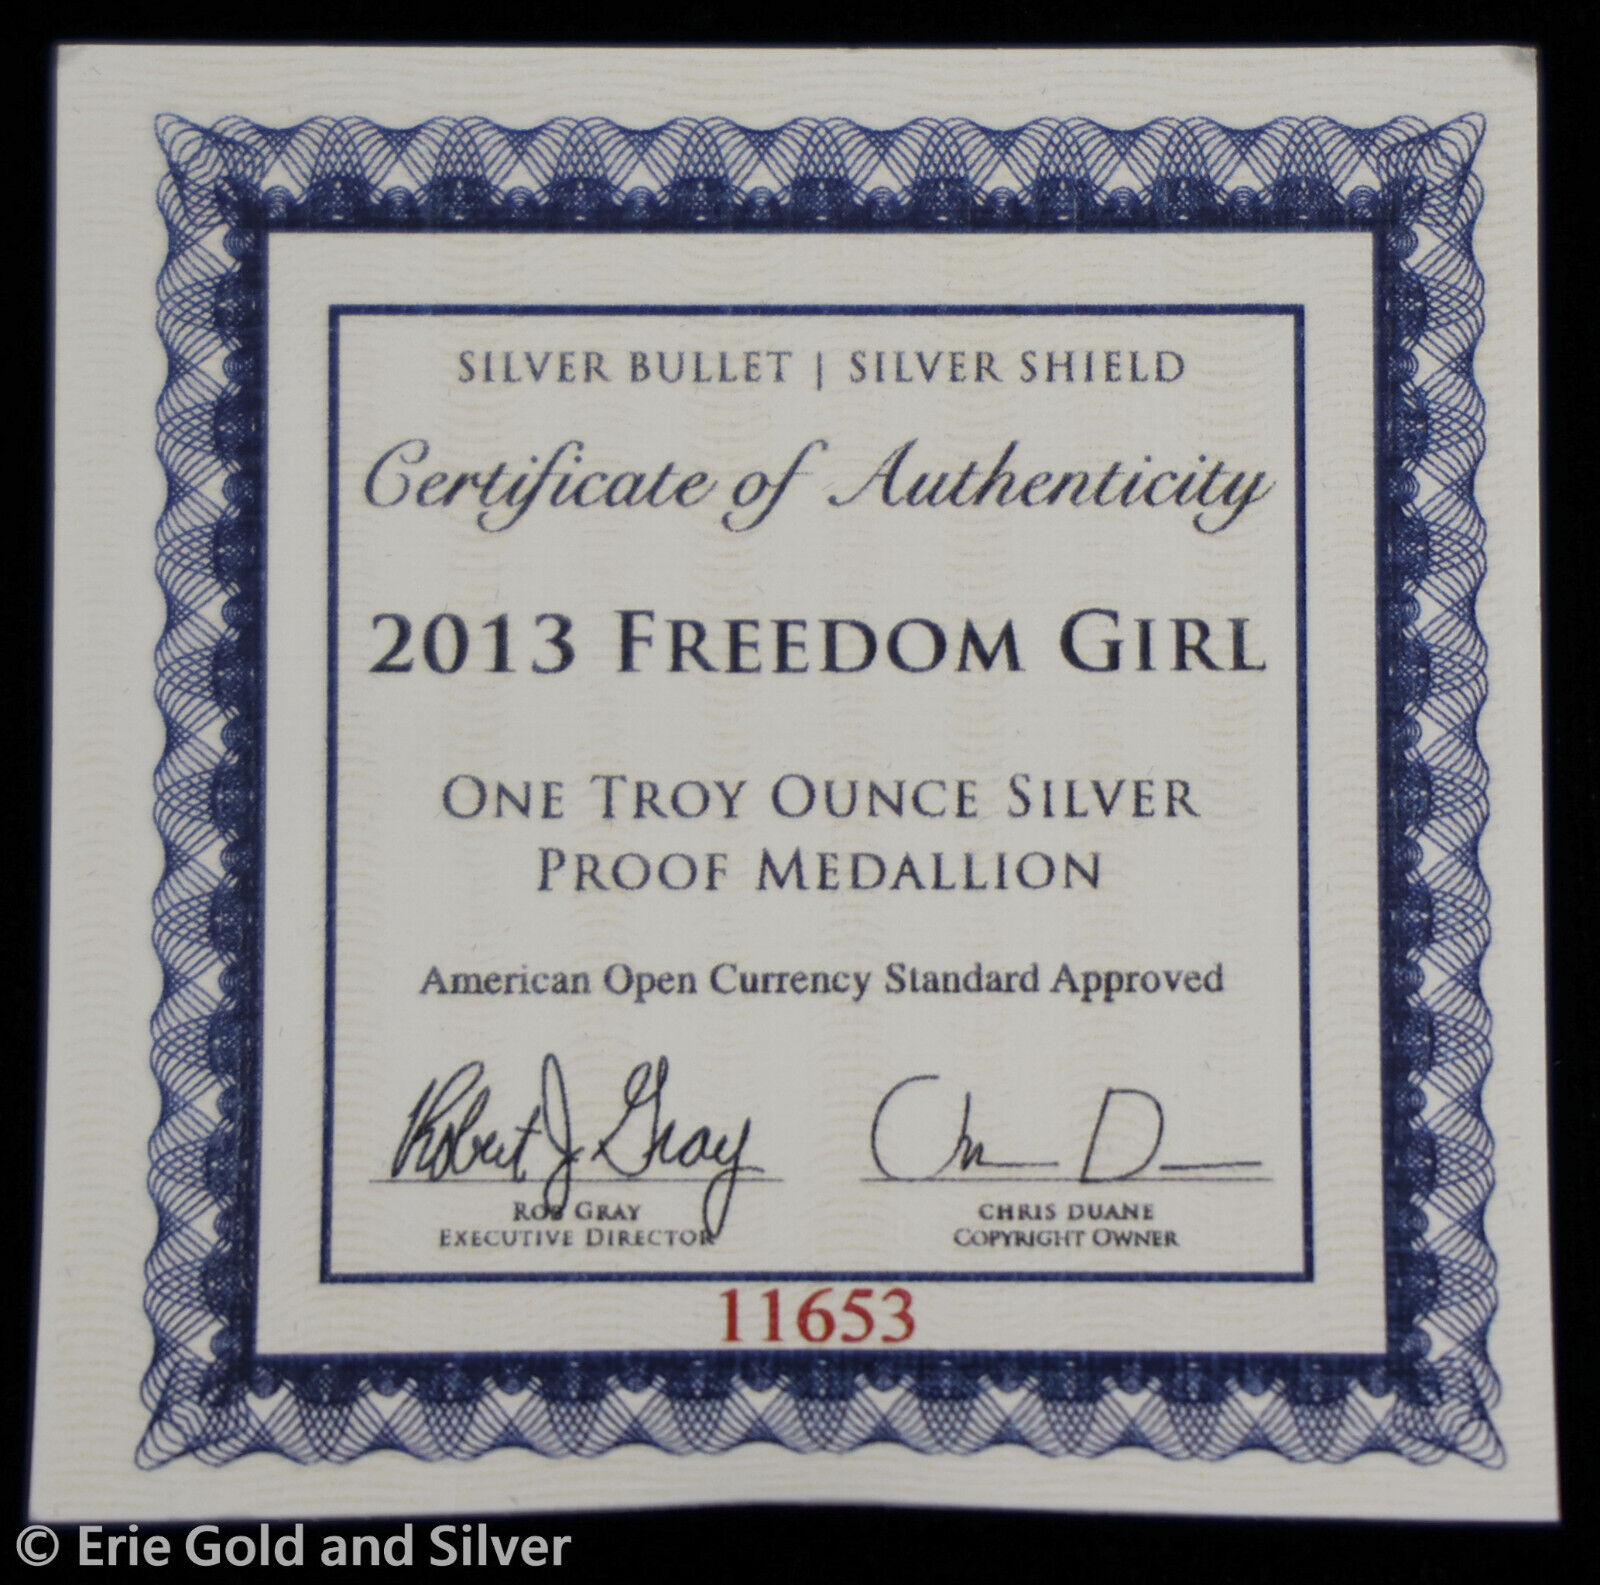 SILVER BULLET | SILVER SHIELD
Certificate of Authenticity
2013 FREEDOM GIRL
ONE TROY OUNCE SILVER
PROOF MEDALLION
American Open Currency Standard Approved
Robert J. Gray
Chris D
ROB GRAY
EXECUTIVE DIRECTOR
CHRIS DUANE
COPYRIGHT OWNER
11653
© Erie Gold and Silver